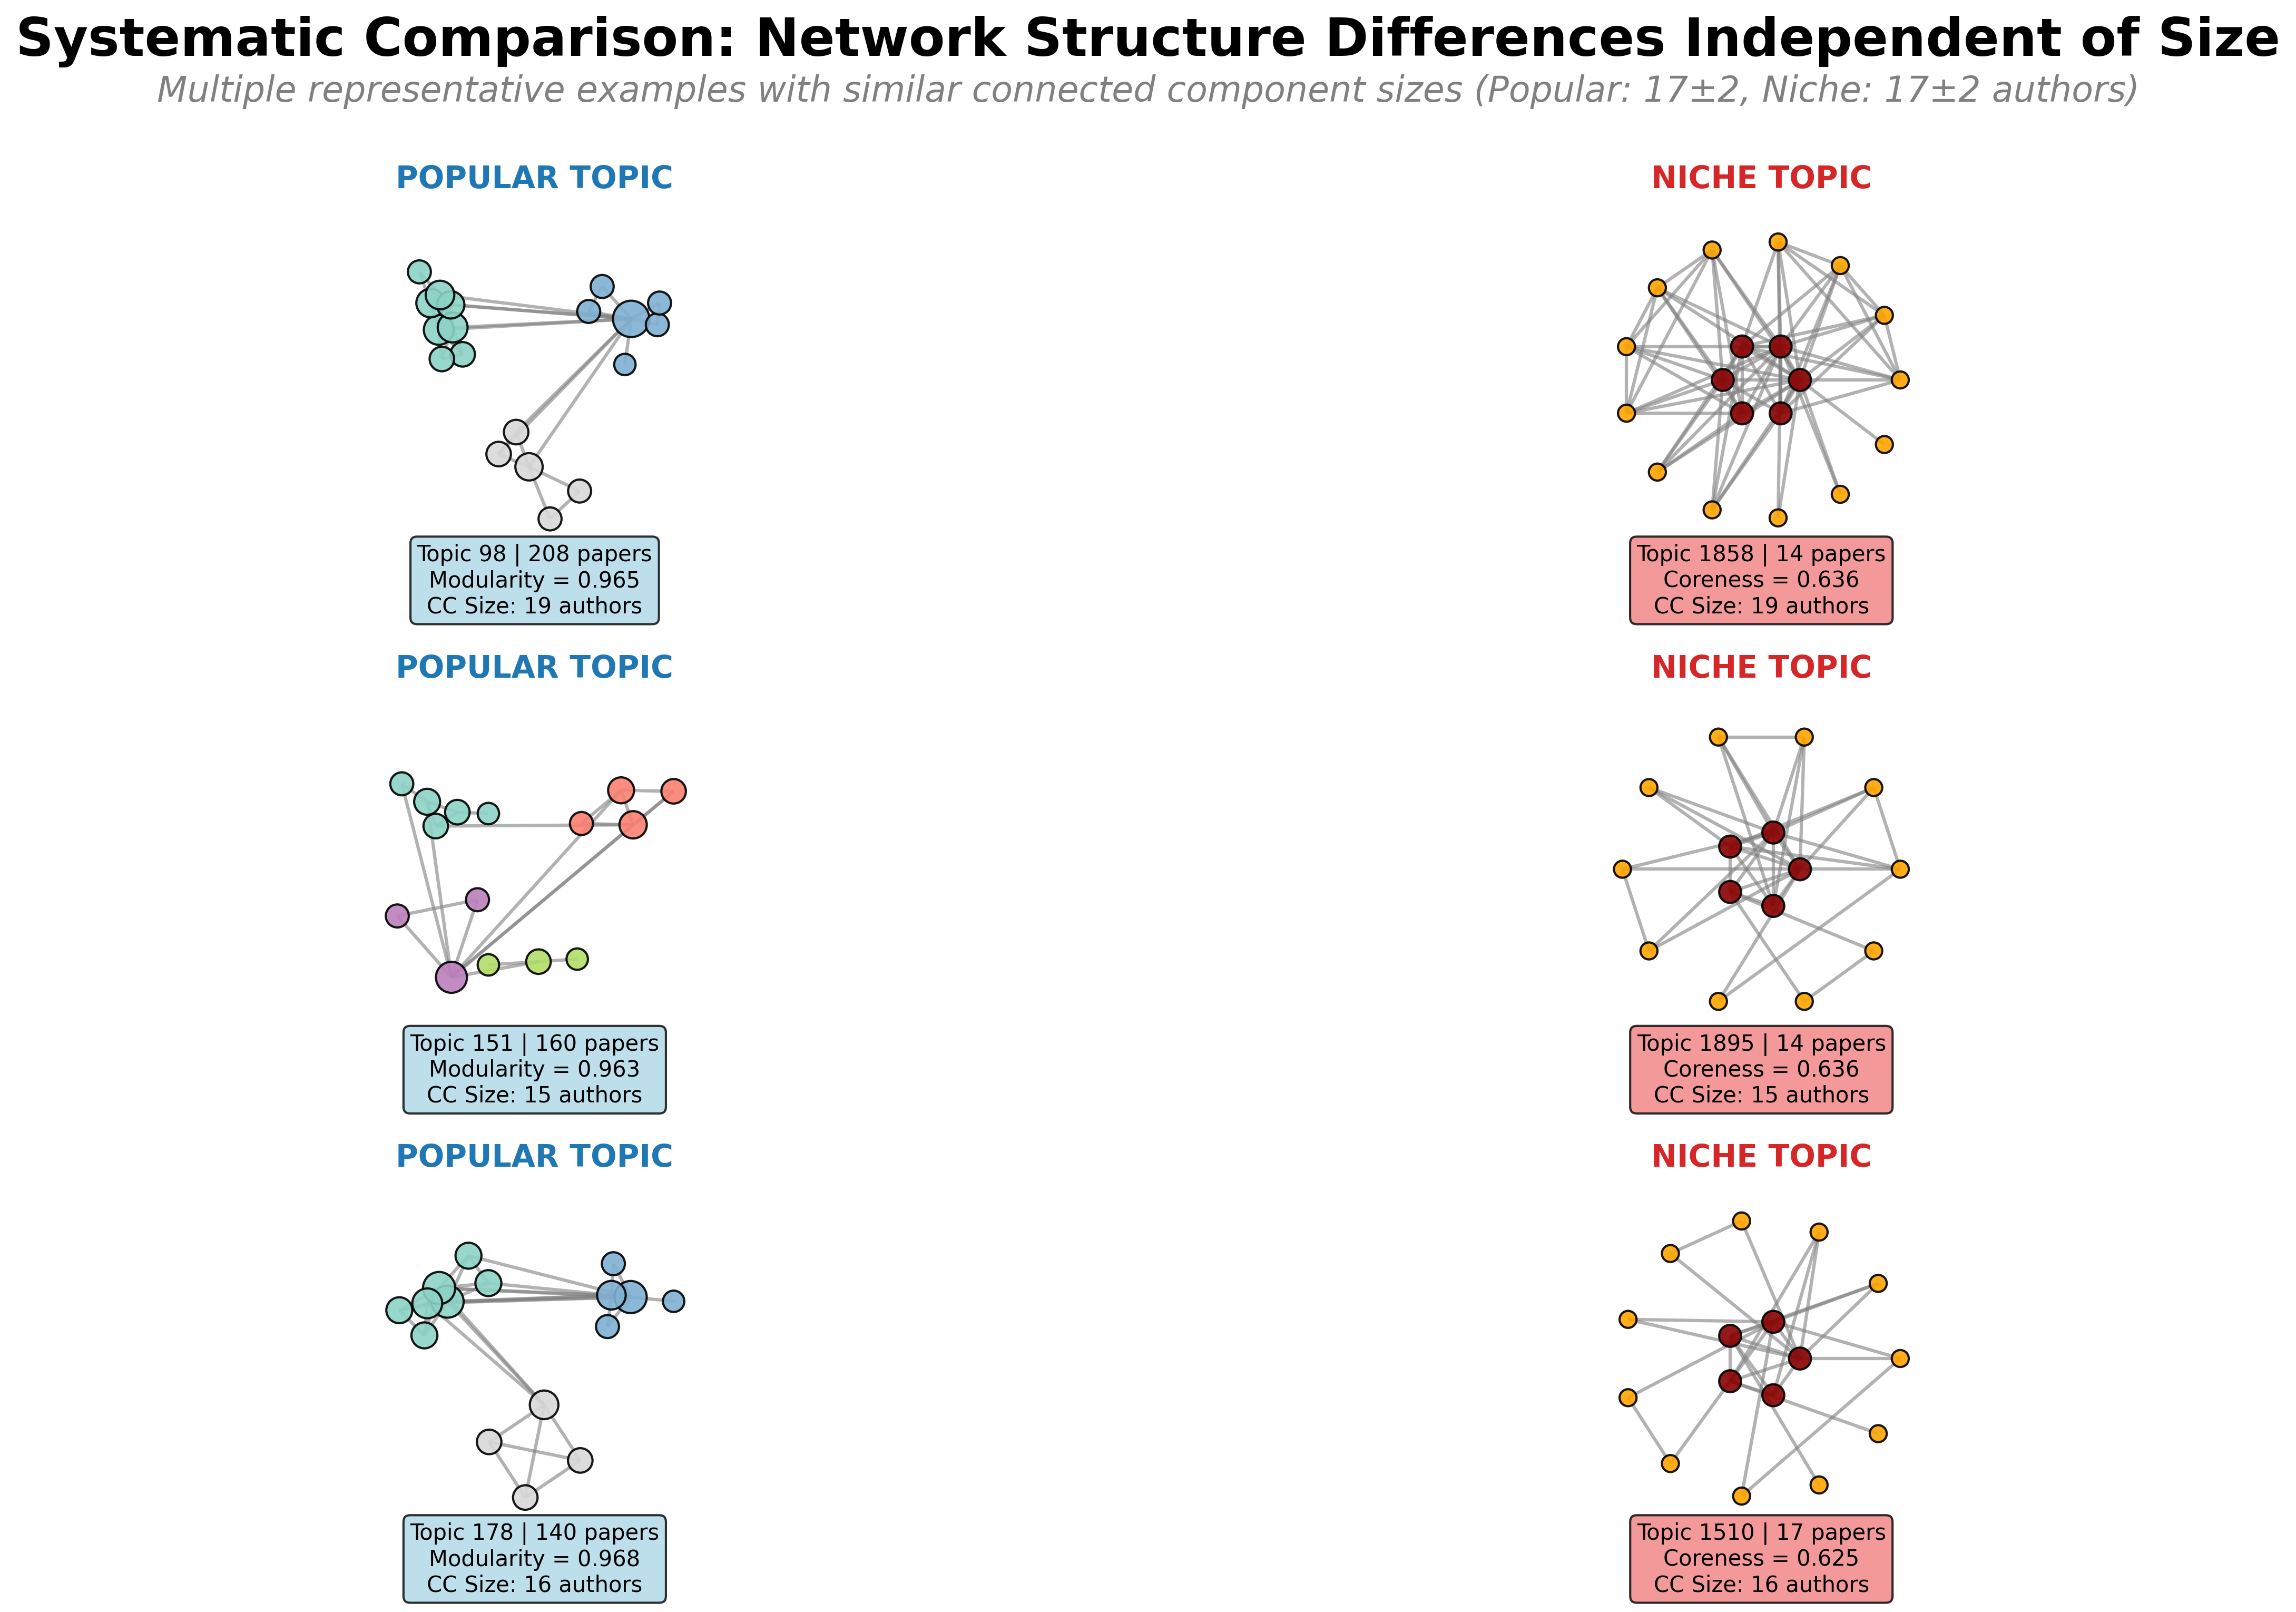 Systematic Comparison: Network Structure Differences Independent of Size
Multiple representative examples with similar connected component sizes (Popular: 17±2, Niche: 17±2 authors)
POPULAR TOPIC
NICHE TOPIC
Topic 98 | 208 papers
Modularity = 0.965
CC Size: 19 authors
Topic 1858 | 14 papers
Coreness = 0.636
CC Size: 19 authors
POPULAR TOPIC
NICHE TOPIC
Topic 151 | 160 papers
Modularity = 0.963
CC Size: 15 authors
Topic 1895 | 14 papers
Coreness = 0.636
CC Size: 15 authors
POPULAR TOPIC
NICHE TOPIC
Topic 178 | 140 papers
Modularity = 0.968
CC Size: 16 authors
Topic 1510 | 17 papers
Coreness = 0.625
CC Size: 16 authors